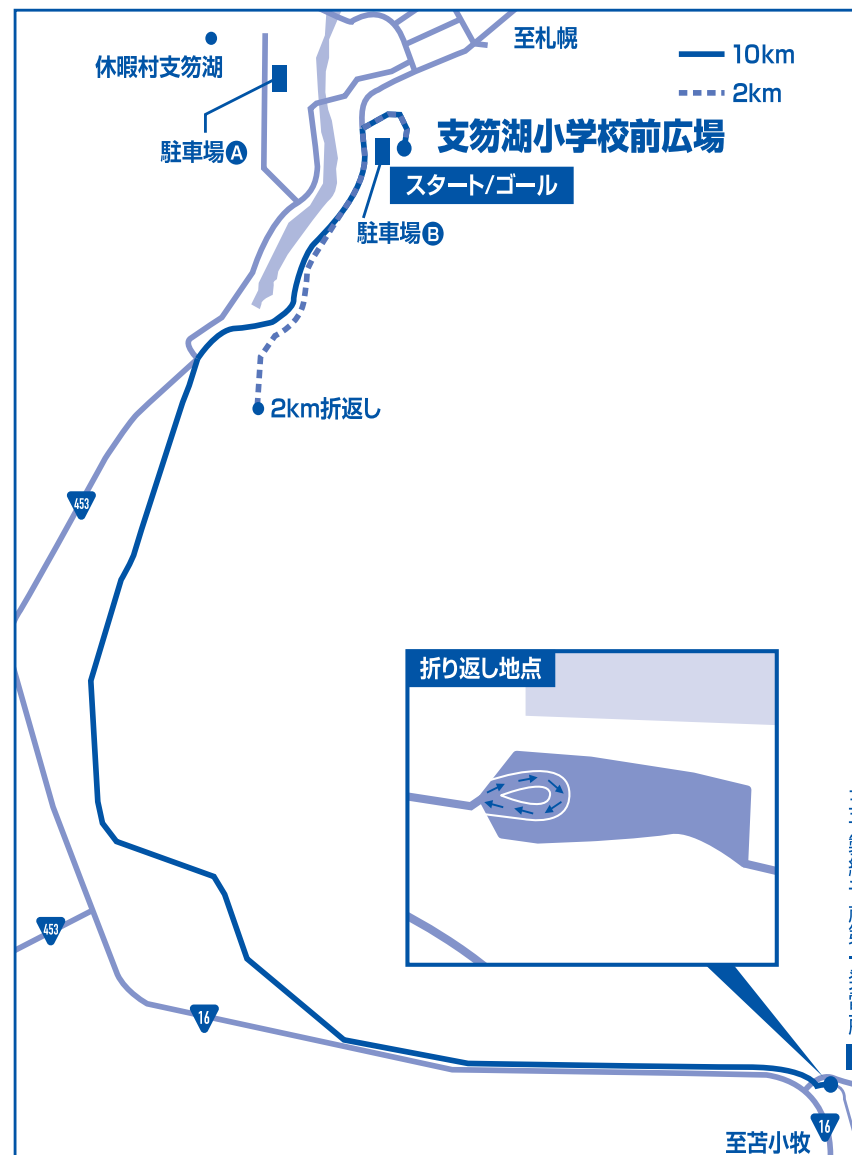 至札幌
休暇村支笏湖
10km
2km
支笏湖小学校前広場
駐車場A
スタート/ゴール
駐車場B
2km折返し
453
折り返し地点
453
16
16
至苫小牧